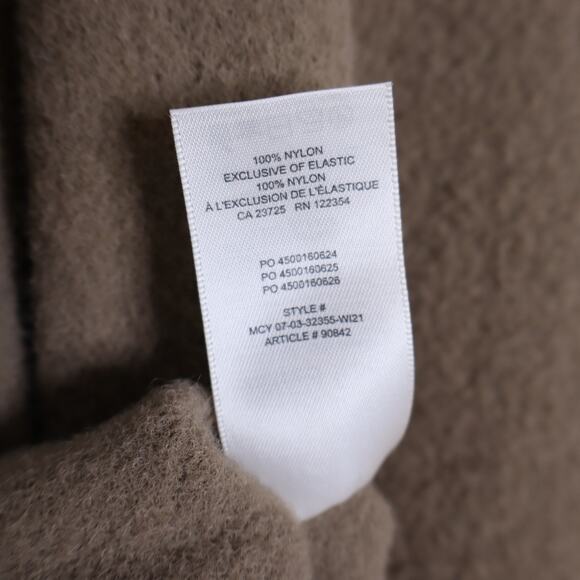 100% NYLON
EXCLUSIVE OF ELASTIC
100% NYLON
À L'EXCLUSION DE L'ÉLASTIQUE
CA 23725 RN 122354
PO 4500160624
PO 4500160625
PO 4500160626
STYLE #
MCY 07-03-32355-WI21
ARTICLE # 90842